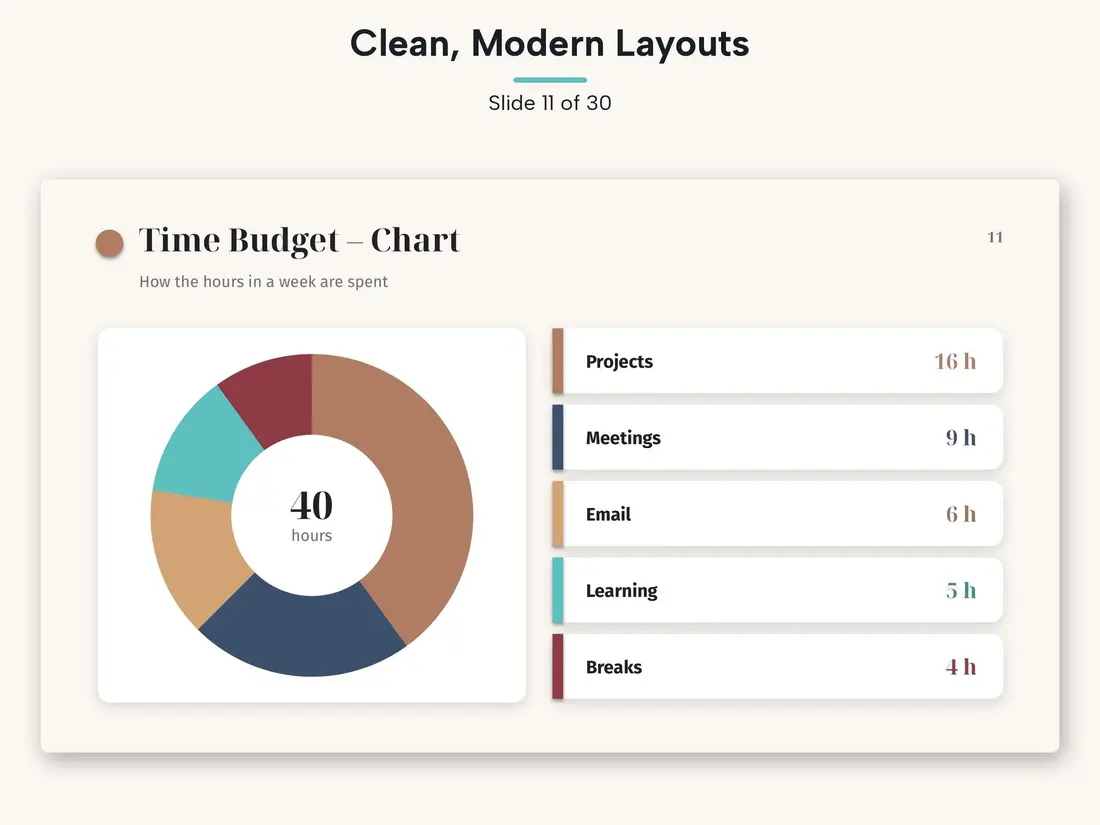 Clean, Modern Layouts
Slide 11 of 30
Time Budget – Chart
11
How the hours in a week are spent
40
hours
Projects 16 h
Meetings 9 h
Email 6 h
Learning 5 h
Breaks 4 h